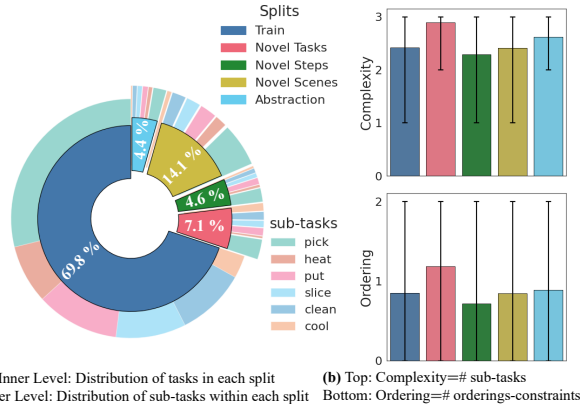 Splits
Train
Novel Tasks
Novel Steps
Novel Scenes
Abstraction
4.4 %
14.1 %
4.6 %
7.1 %
69.8 %
sub-tasks
pick
heat
put
slice
clean
cool
Inner Level: Distribution of tasks in each split
er Level: Distribution of sub-tasks within each split
3
2
1
0
Complexity
2
1
0
Ordering
(b) Top: Complexity=# sub-tasks
Bottom: Ordering=# orderings-constraints